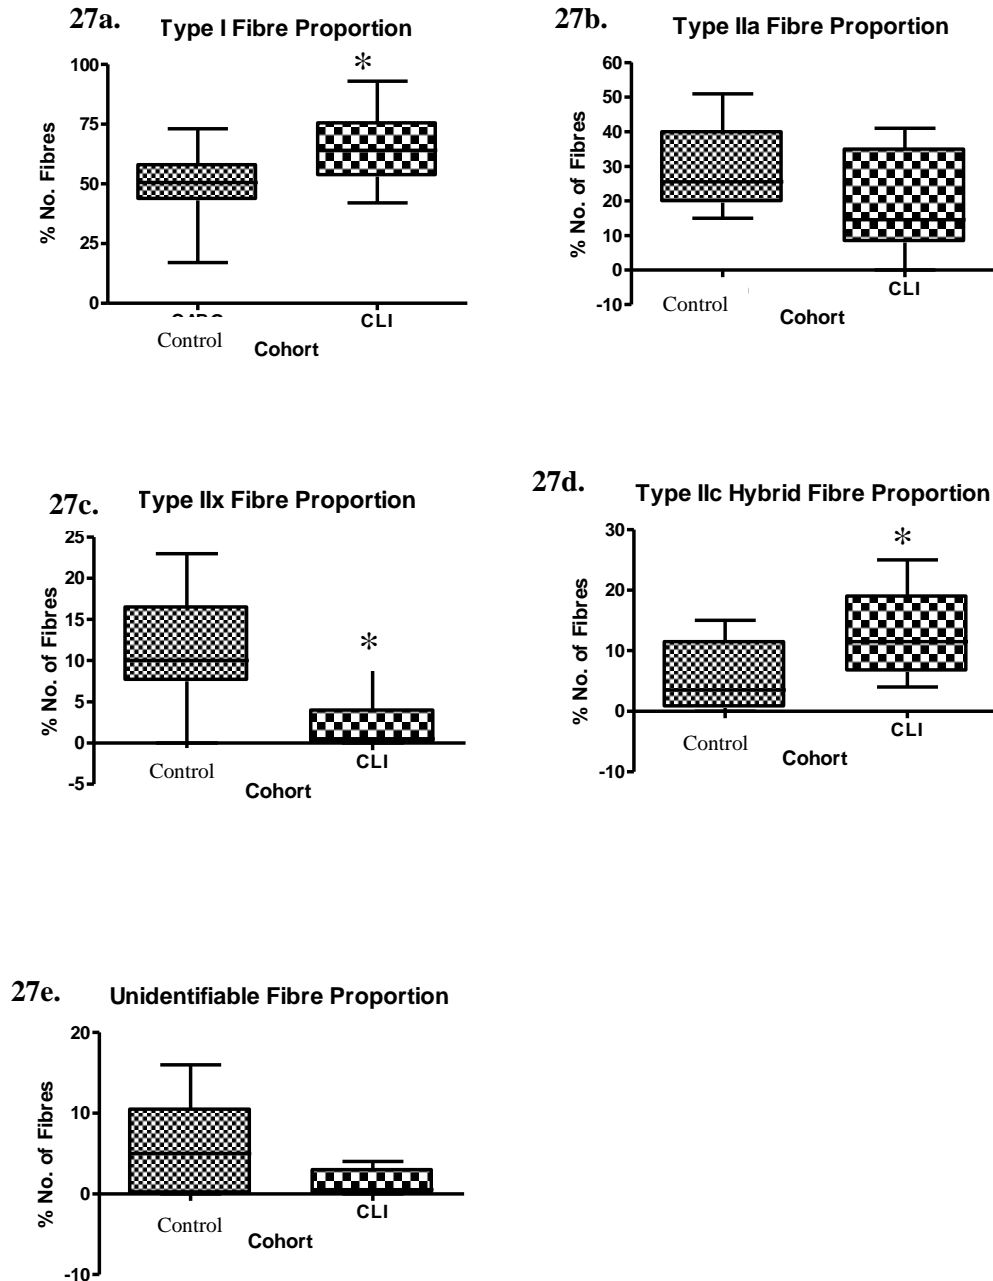 27a.
Type I Fibre Proportion
100
75
50
25
0
% No. Fibres
*
CLI
Control
Cohort
27b.
Type IIa Fibre Proportion
60
50
40
30
20
10
0
-10
% No. of Fibres
Control
CLI
Cohort
27c.
Type IIx Fibre Proportion
25
20
15
10
5
0
-5
% No. of Fibres
*
Control
CLI
Cohort
27d.
Type IIc Hybrid Fibre Proportion
30
20
10
0
-10
% No. of Fibres
*
Control
CLI
Cohort
27e.
Unidentifiable Fibre Proportion
20
10
0
-10
% No. of Fibres
Control
CLI
Cohort